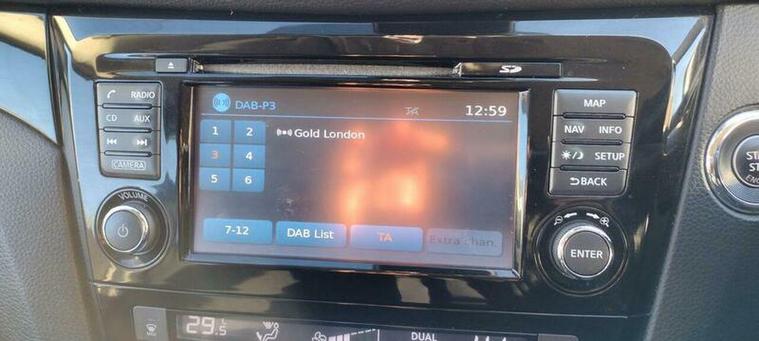 SD
RADIO
CD AUX
CAMERA
VOLUME
DAB-P3 TA 12:59
1 2
3 4
5 6
Gold London
7-12 DAB List TA Extra chan.
MAP
NAV INFO
SETUP
BACK
ENTER
29.5
DUAL